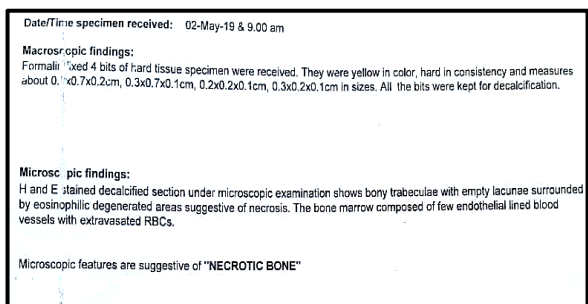 Date/Time specimen received: 02-May-19 & 9.00 am
Macroscopic findings:
Formalin fixed 4 bits of hard tissue specimen were received. They were yellow in color, hard in consistency and measures
about x0.7x0.2cm, 0.3x0.7x0.1cm, 0.2x0.2x0.1cm, 0.3x0.2x0.1cm in sizes. All the bits were kept for decalcification.
Microscopic findings:
H and E stained decalcified section under microscopic examination shows bony trabeculae with empty lacunae surrounded
by eosinophilic degenerated areas suggestive of necrosis. The bone marrow composed of few endothelial lined blood
vessels with extravasated RBCs.
Microscopic features are suggestive of "NECROTIC BONE"